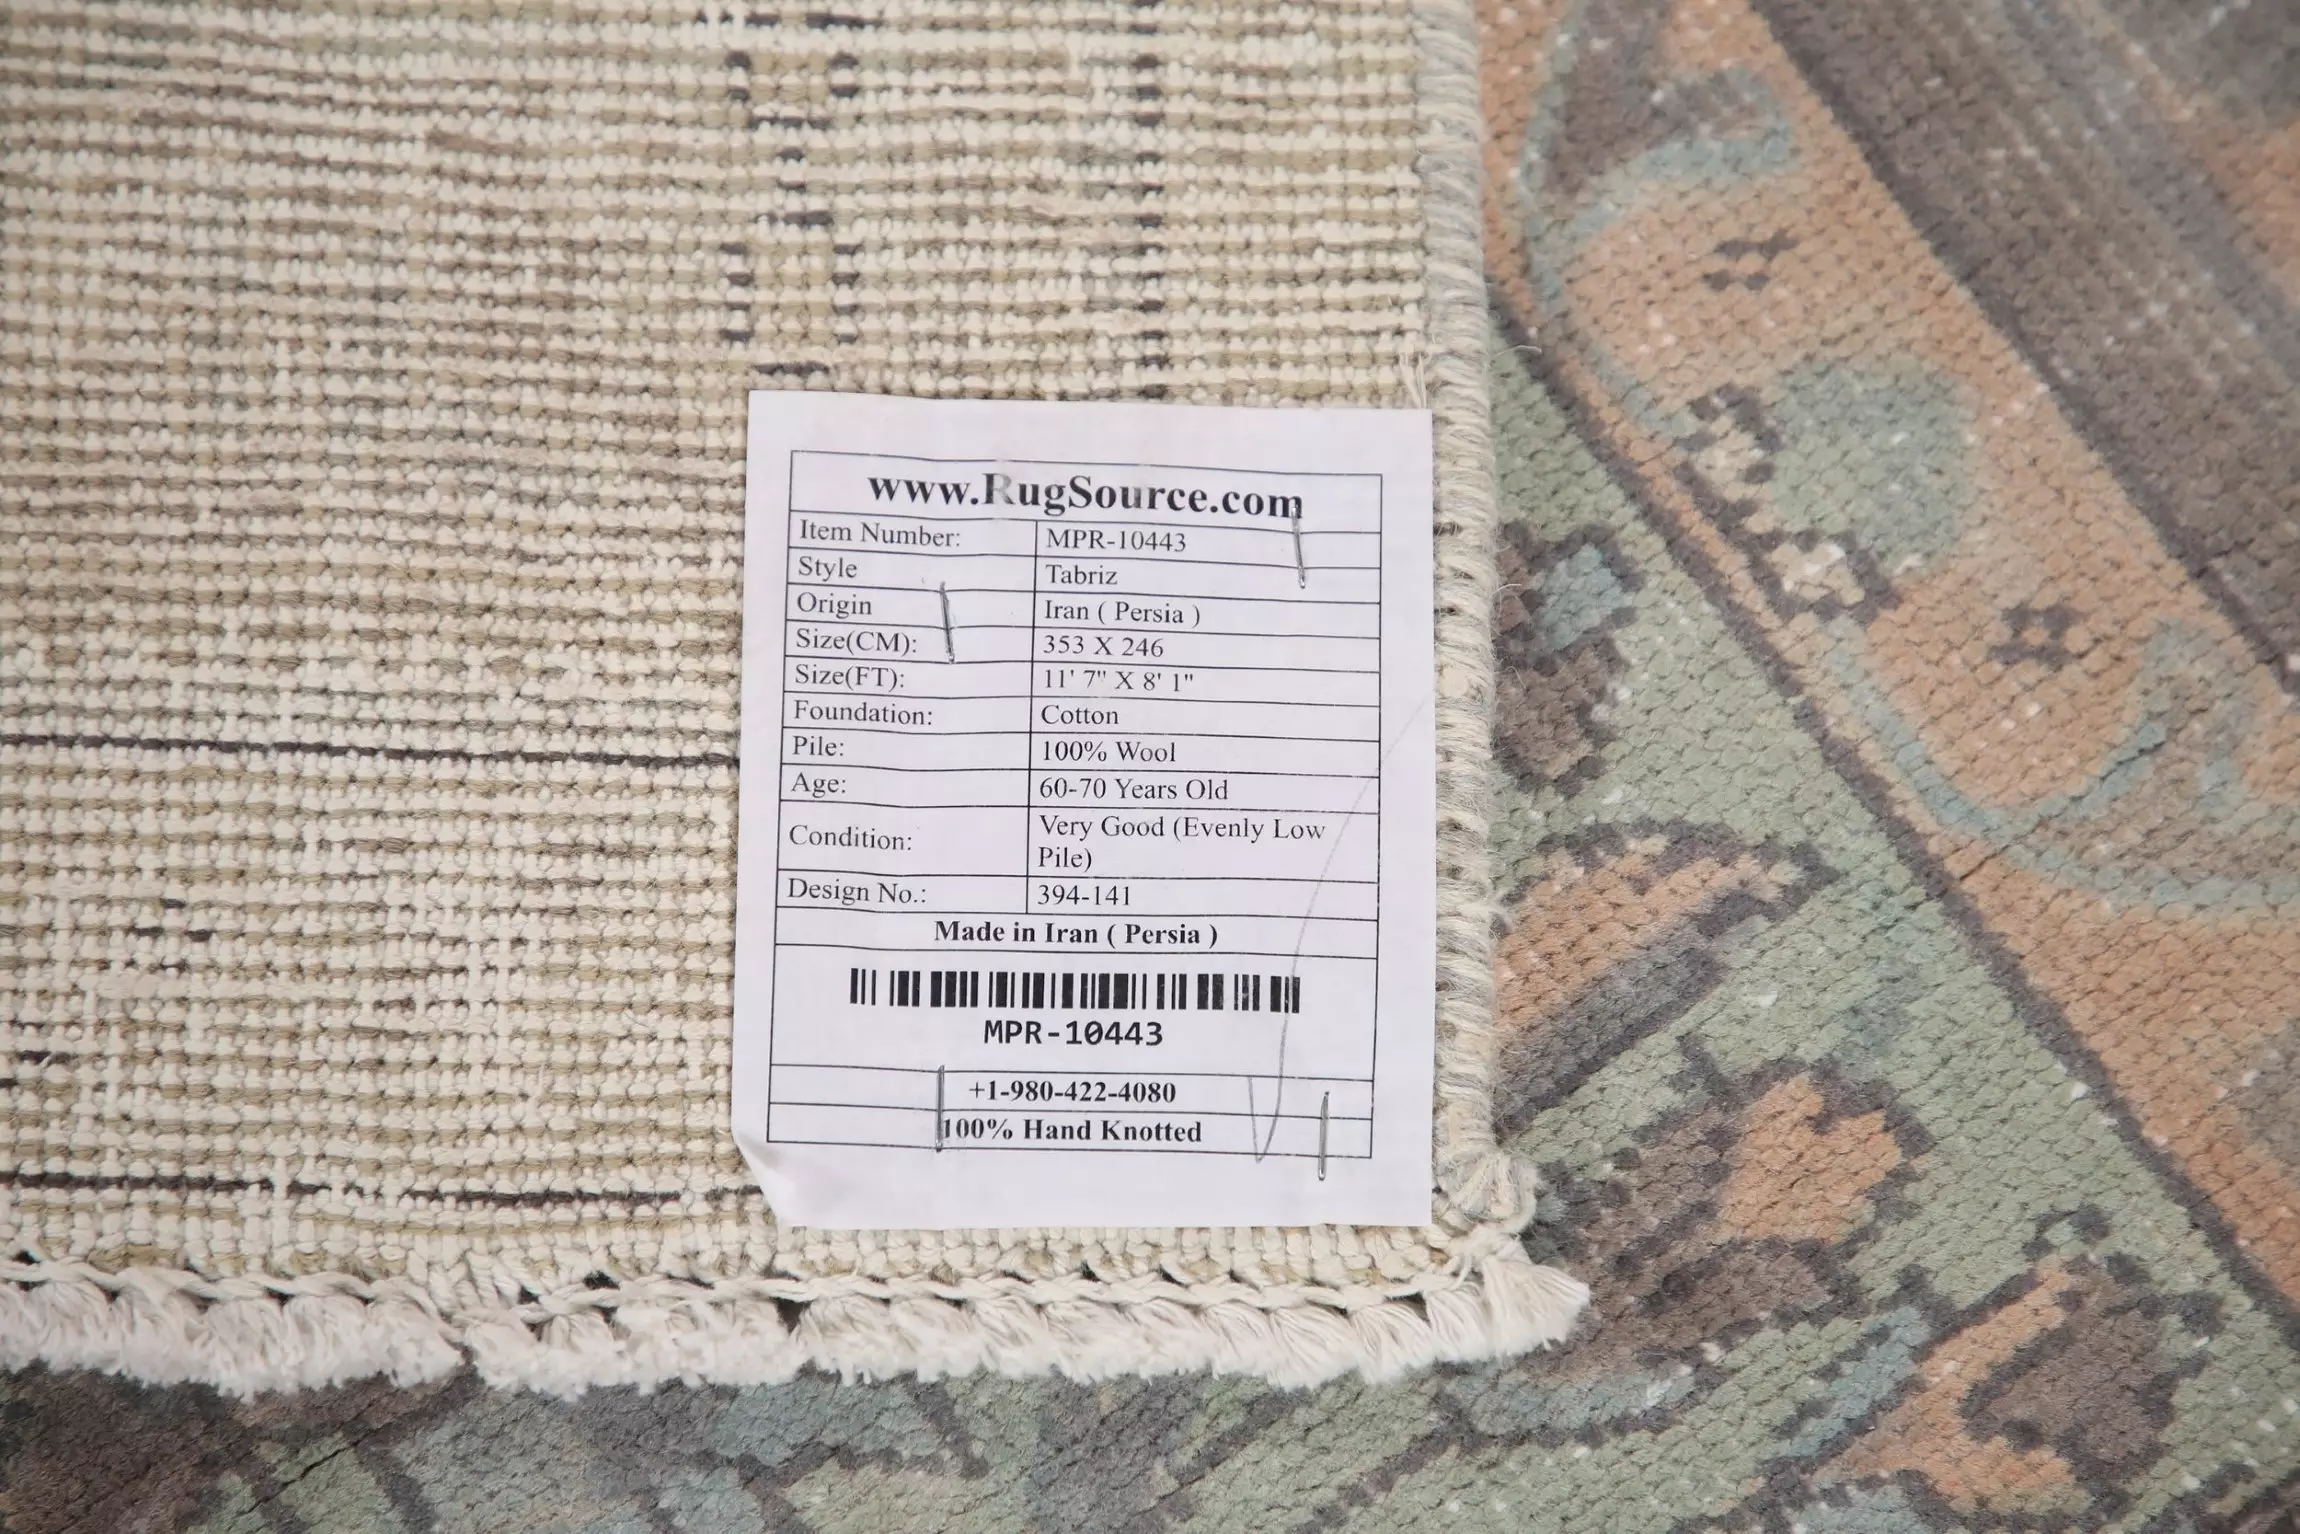 www.RugSource.com
Item Number: MPR-10443
Style Tabriz
Origin Iran ( Persia )
Size(CM): 353 X 246
Size(FT): 11' 7" X 8' 1"
Foundation: Cotton
Pile: 100% Wool
Age: 60-70 Years Old
Condition: Very Good (Evenly Low
Pile)
Design No.: 394-141
Made in Iran ( Persia )
MPR-10443
+1-980-422-4080
100% Hand Knotted